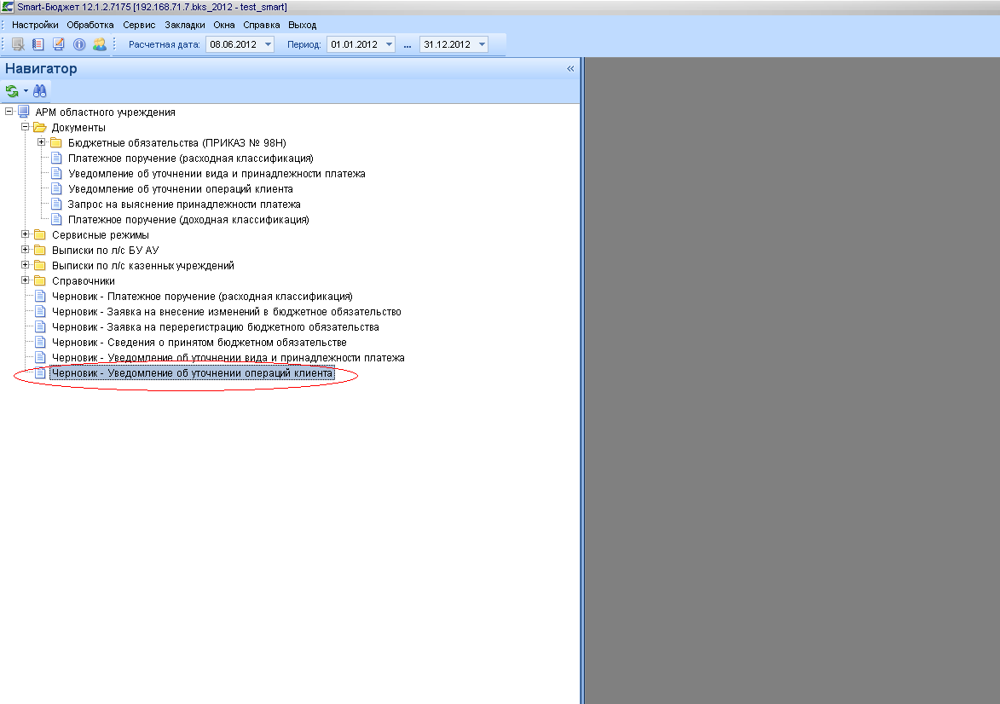 Smart-Бюджет 12.1.2.7175 [192.168.71.7.bks_2012 - test_smart]
Настройки Обработка Сервис Закладки Окна Справка Выход
Расчетная дата: 08.06.2012 Период: 01.01.2012 ... 31.12.2012
Навигатор «
АРМ областного учреждения
Документы
Бюджетные обязательства (ПРИКАЗ № 98Н)
Платежное поручение (расходная классификация)
Уведомление об уточнении вида и принадлежности платежа
Уведомление об уточнении операций клиента
Запрос на выяснение принадлежности платежа
Платежное поручение (доходная классификация)
Сервисные режимы
Выписки по л/с БУ АУ
Выписки по л/с казенных учреждений
Справочники
Черновик - Платежное поручение (расходная классификация)
Черновик - Заявка на внесение изменений в бюджетное обязательство
Черновик - Заявка на перерегистрацию бюджетного обязательства
Черновик - Сведения о принятом бюджетном обязательстве
Черновик - Уведомление об уточнении вида и принадлежности платежа
Черновик - Уведомление об уточнении операций клиента